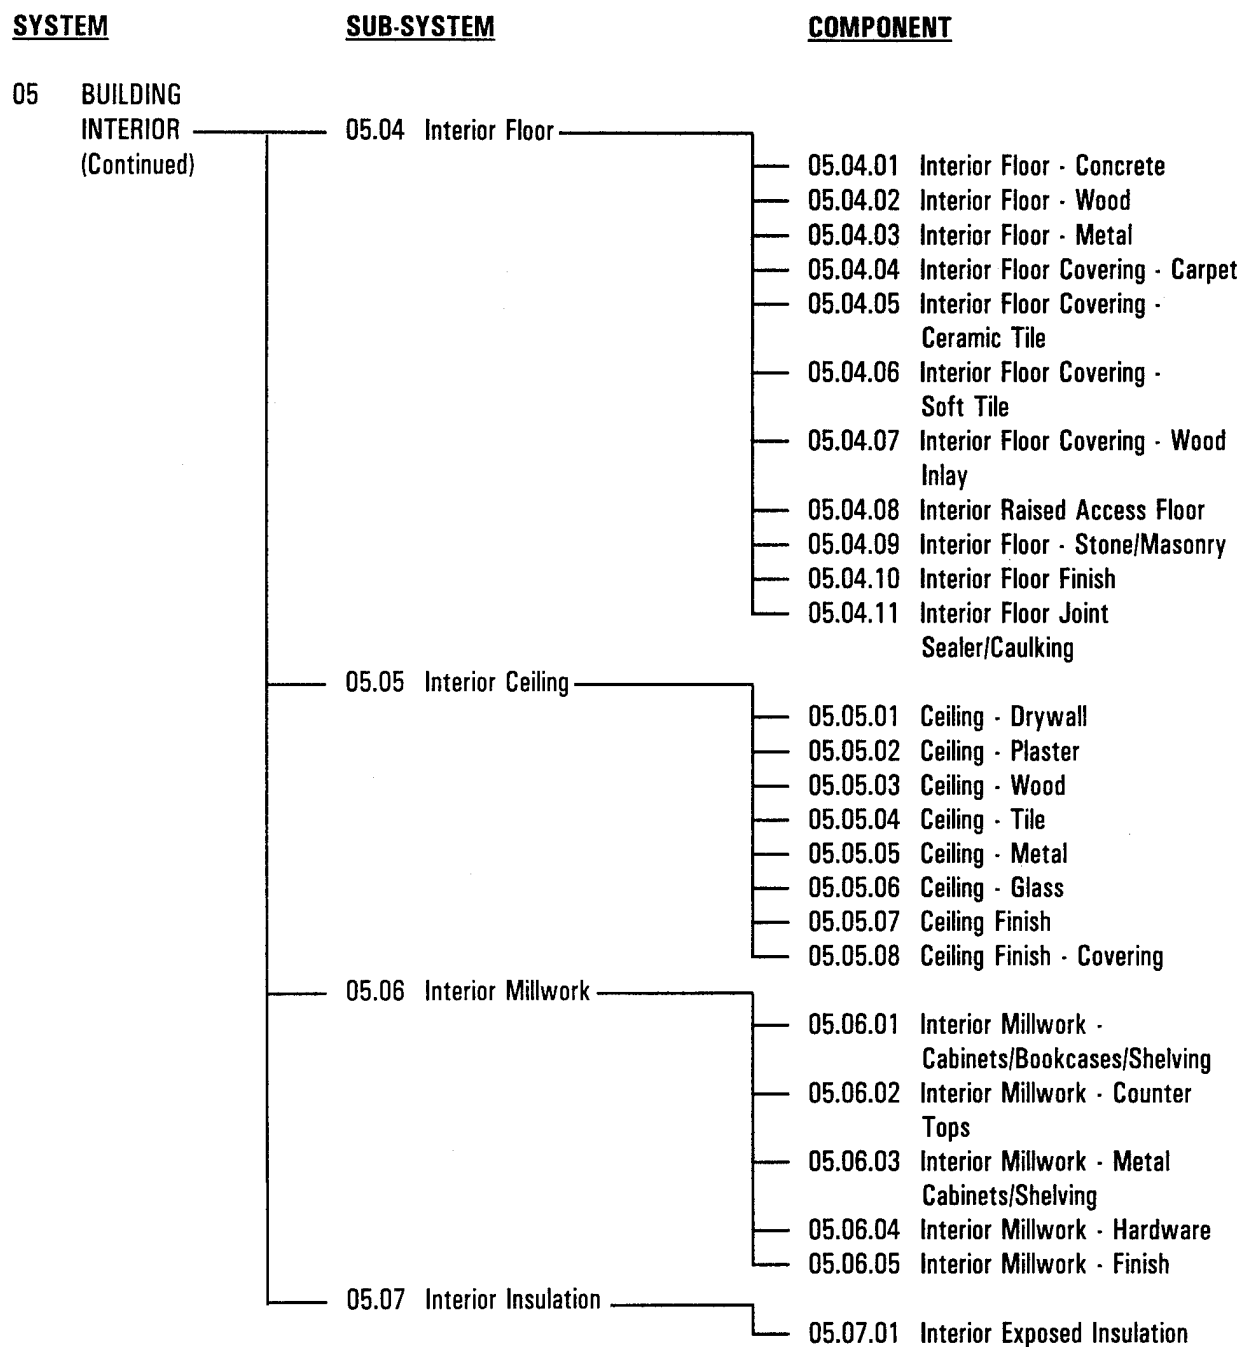 SYSTEM SUB-SYSTEM COMPONENT
05 BUILDING
INTERIOR 05.04 Interior Floor
(Continued) 05.04.01 Interior Floor - Concrete
05.04.02 Interior Floor - Wood
05.04.03 Interior Floor - Metal
05.04.04 Interior Floor Covering - Carpet
05.04.05 Interior Floor Covering -
Ceramic Tile
05.04.06 Interior Floor Covering -
Soft Tile
05.04.07 Interior Floor Covering - Wood
Inlay
05.04.08 Interior Raised Access Floor
05.04.09 Interior Floor - Stone/Masonry
05.04.10 Interior Floor Finish
05.04.11 Interior Floor Joint
Sealer/Caulking
05.05 Interior Ceiling
05.05.01 Ceiling - Drywall
05.05.02 Ceiling - Plaster
05.05.03 Ceiling - Wood
05.05.04 Ceiling - Tile
05.05.05 Ceiling - Metal
05.05.06 Ceiling - Glass
05.05.07 Ceiling Finish
05.05.08 Ceiling Finish - Covering
05.06 Interior Millwork
05.06.01 Interior Millwork -
Cabinets/Bookcases/Shelving
05.06.02 Interior Millwork - Counter
Tops
05.06.03 Interior Millwork - Metal
Cabinets/Shelving
05.06.04 Interior Millwork - Hardware
05.06.05 Interior Millwork - Finish
05.07 Interior Insulation
05.07.01 Interior Exposed Insulation